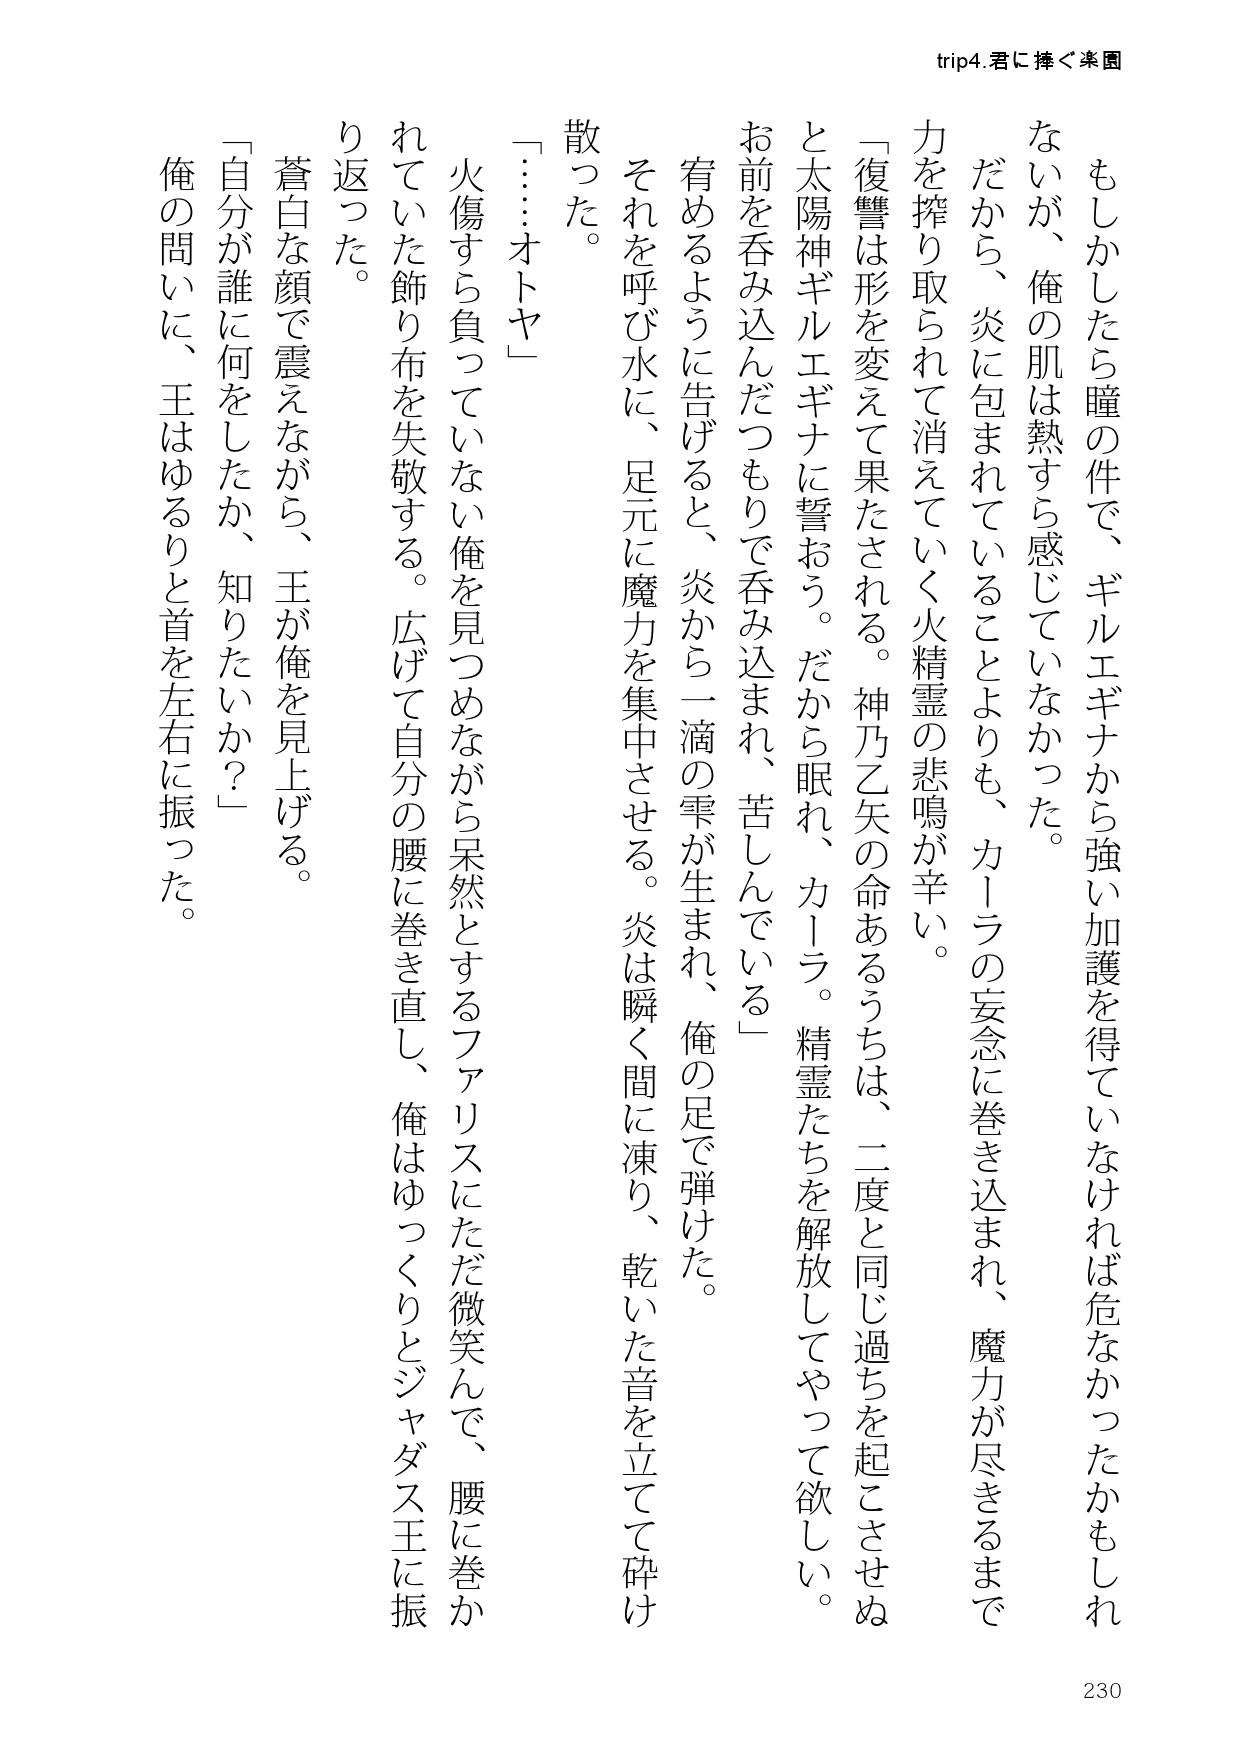 trip4.君に捧ぐ楽園
もしかしたら瞳の件で、ギルエギナから強い加護を得ていなければ危なかったかもしれ
ないが、俺の肌は熱すら感じていなかった。
だから、炎に包まれていることよりも、カーラの妄念に巻き込まれ、魔力が尽きるまで
力を搾り取られて消えていく火精霊の悲鳴が辛い。
「復讐は形を変えて果たされる。神乃乙矢の命あるうちは、二度と同じ過ちを起こさせぬ
と太陽神ギルエギナに誓おう。だから眠れ、カーラ。精霊たちを解放してやって欲しい。
お前を呑み込んだつもりで呑み込まれ、苦しんでいる」
宥めるように告げると、炎から一滴の雫が生まれ、俺の足で弾けた。
それを呼び水に、足元に魔力を集中させる。炎は瞬く間に凍り、乾いた音を立てて砕け
散った。
「……オトヤ」
火傷すら負っていない俺を見つめながら呆然とするファリスにただ微笑んで、腰に巻か
れていた飾り布を失敬する。広げて自分の腰に巻き直し、俺はゆっくりとジャダス王に振
り返った。
蒼白な顔で震えながら、王が俺を見上げる。
「自分が誰に何をしたか、知りたいか？」
俺の問いに、王はゆるりと首を左右に振った。
230